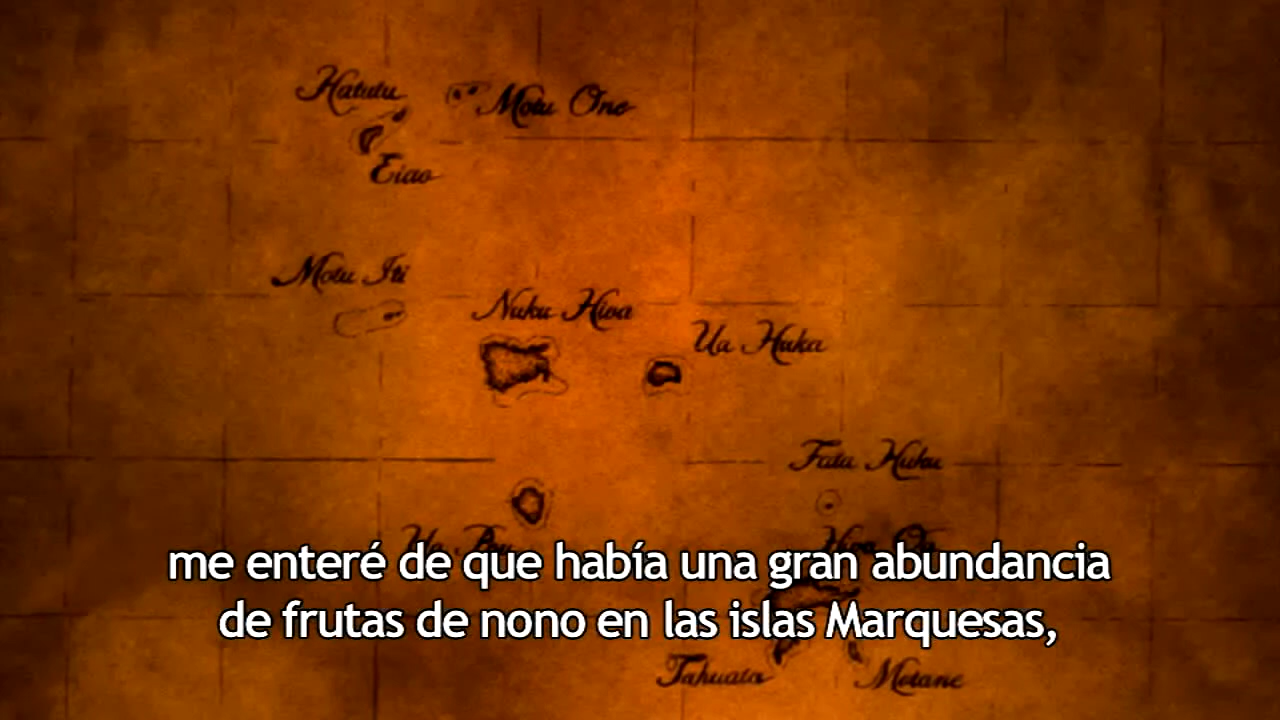 Hatutu
Motu One
Eiao
Motu Iti
Nuku Hiva
Ua Huka
Fatu Huku
me enteré de que había una gran abundancia
de frutas de nono en las islas Marquesas,
Tahuata
Motane